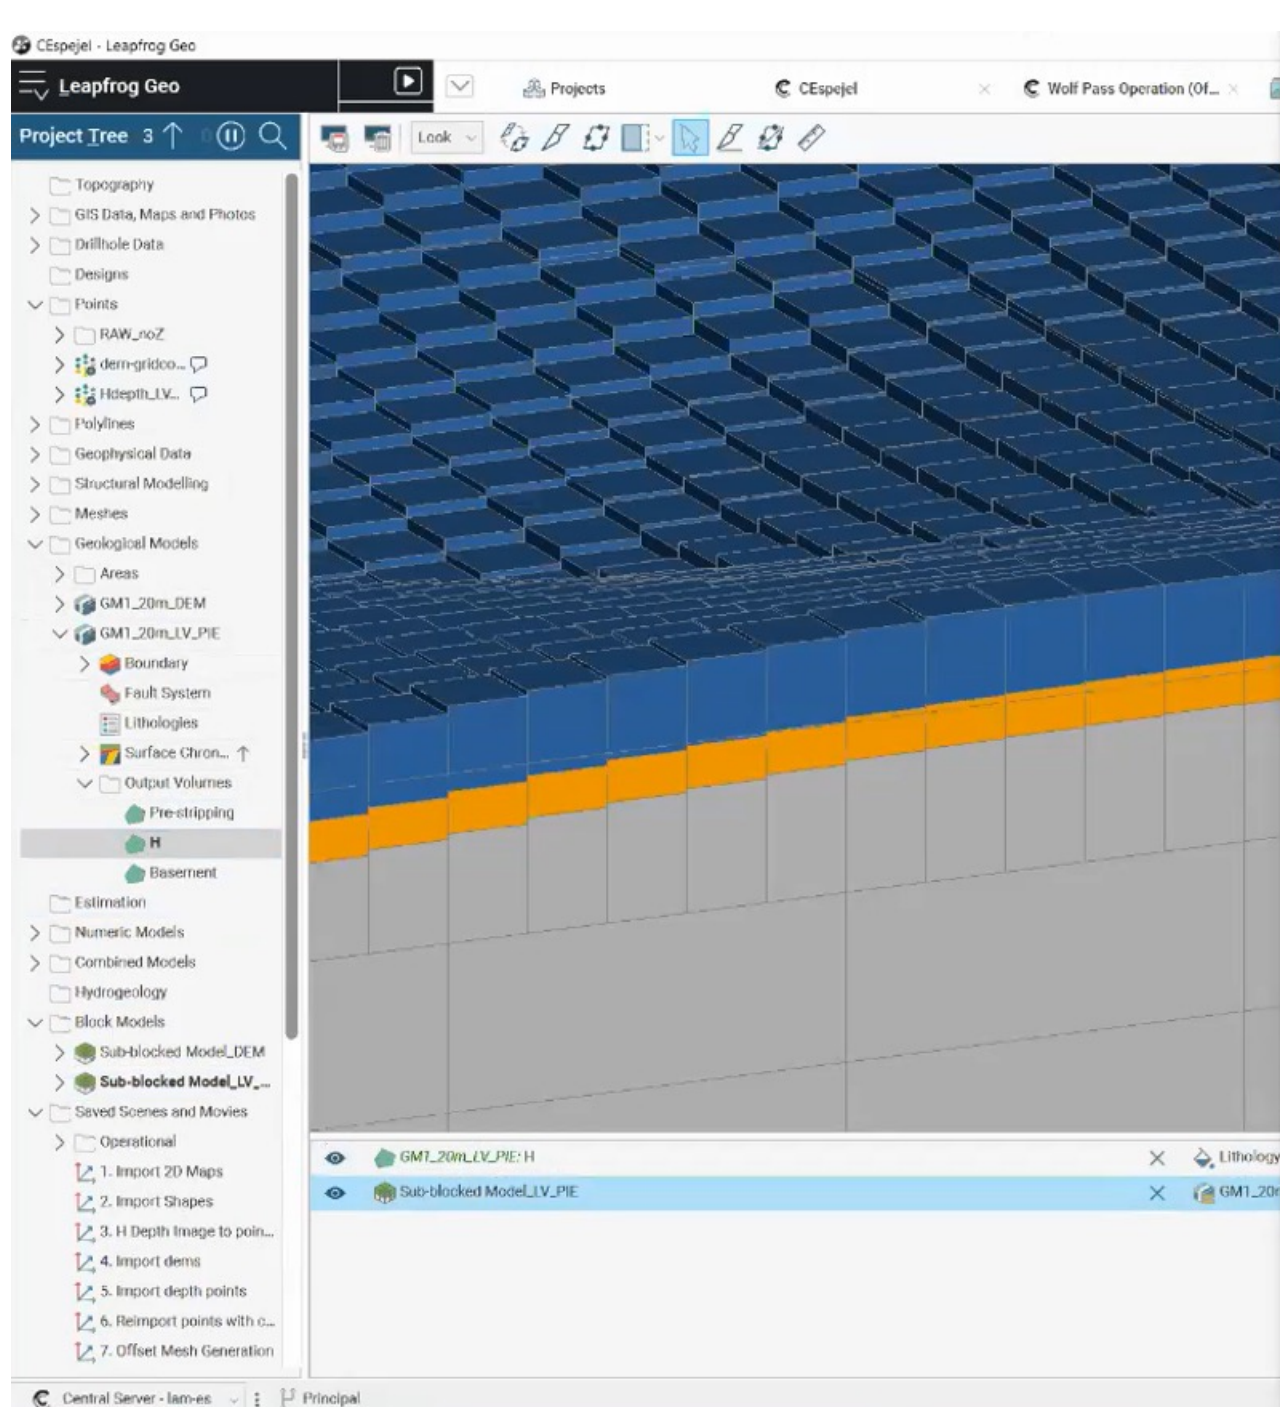 CEspejel - Leapfrog Geo
Leapfrog Geo
Projects
CEspejel
Wolf Pass Operation (Of...
Project Tree 3
Look
Topography
GIS Data, Maps and Photos
Drillhole Data
Designs
Points
RAW_noZ
dem-gridco...
Hdepth_LV...
Polylines
Geophysical Data
Structural Modelling
Meshes
Geological Models
Areas
GM1_20m_DEM
GM1_20m_LV_PIE
Boundary
Fault System
Lithologies
Surface Chron...
Output Volumes
Pre-stripping
H
Basement
Estimation
Numeric Models
Combined Models
Hydrogeology
Block Models
Sub-blocked Model_DEM
Sub-blocked Model_LV_...
Saved Scenes and Movies
Operational
1. Import 2D Maps
2. Import Shapes
3. H Depth Image to poin...
4. Import dems
5. Import depth points
6. Reimport points with c...
7. Offset Mesh Generation
GM1_20m_LV_PIE: H
Lithology
Sub-blocked Model_LV_PIE
GM1_20m
Central Server - lam-es
Principal